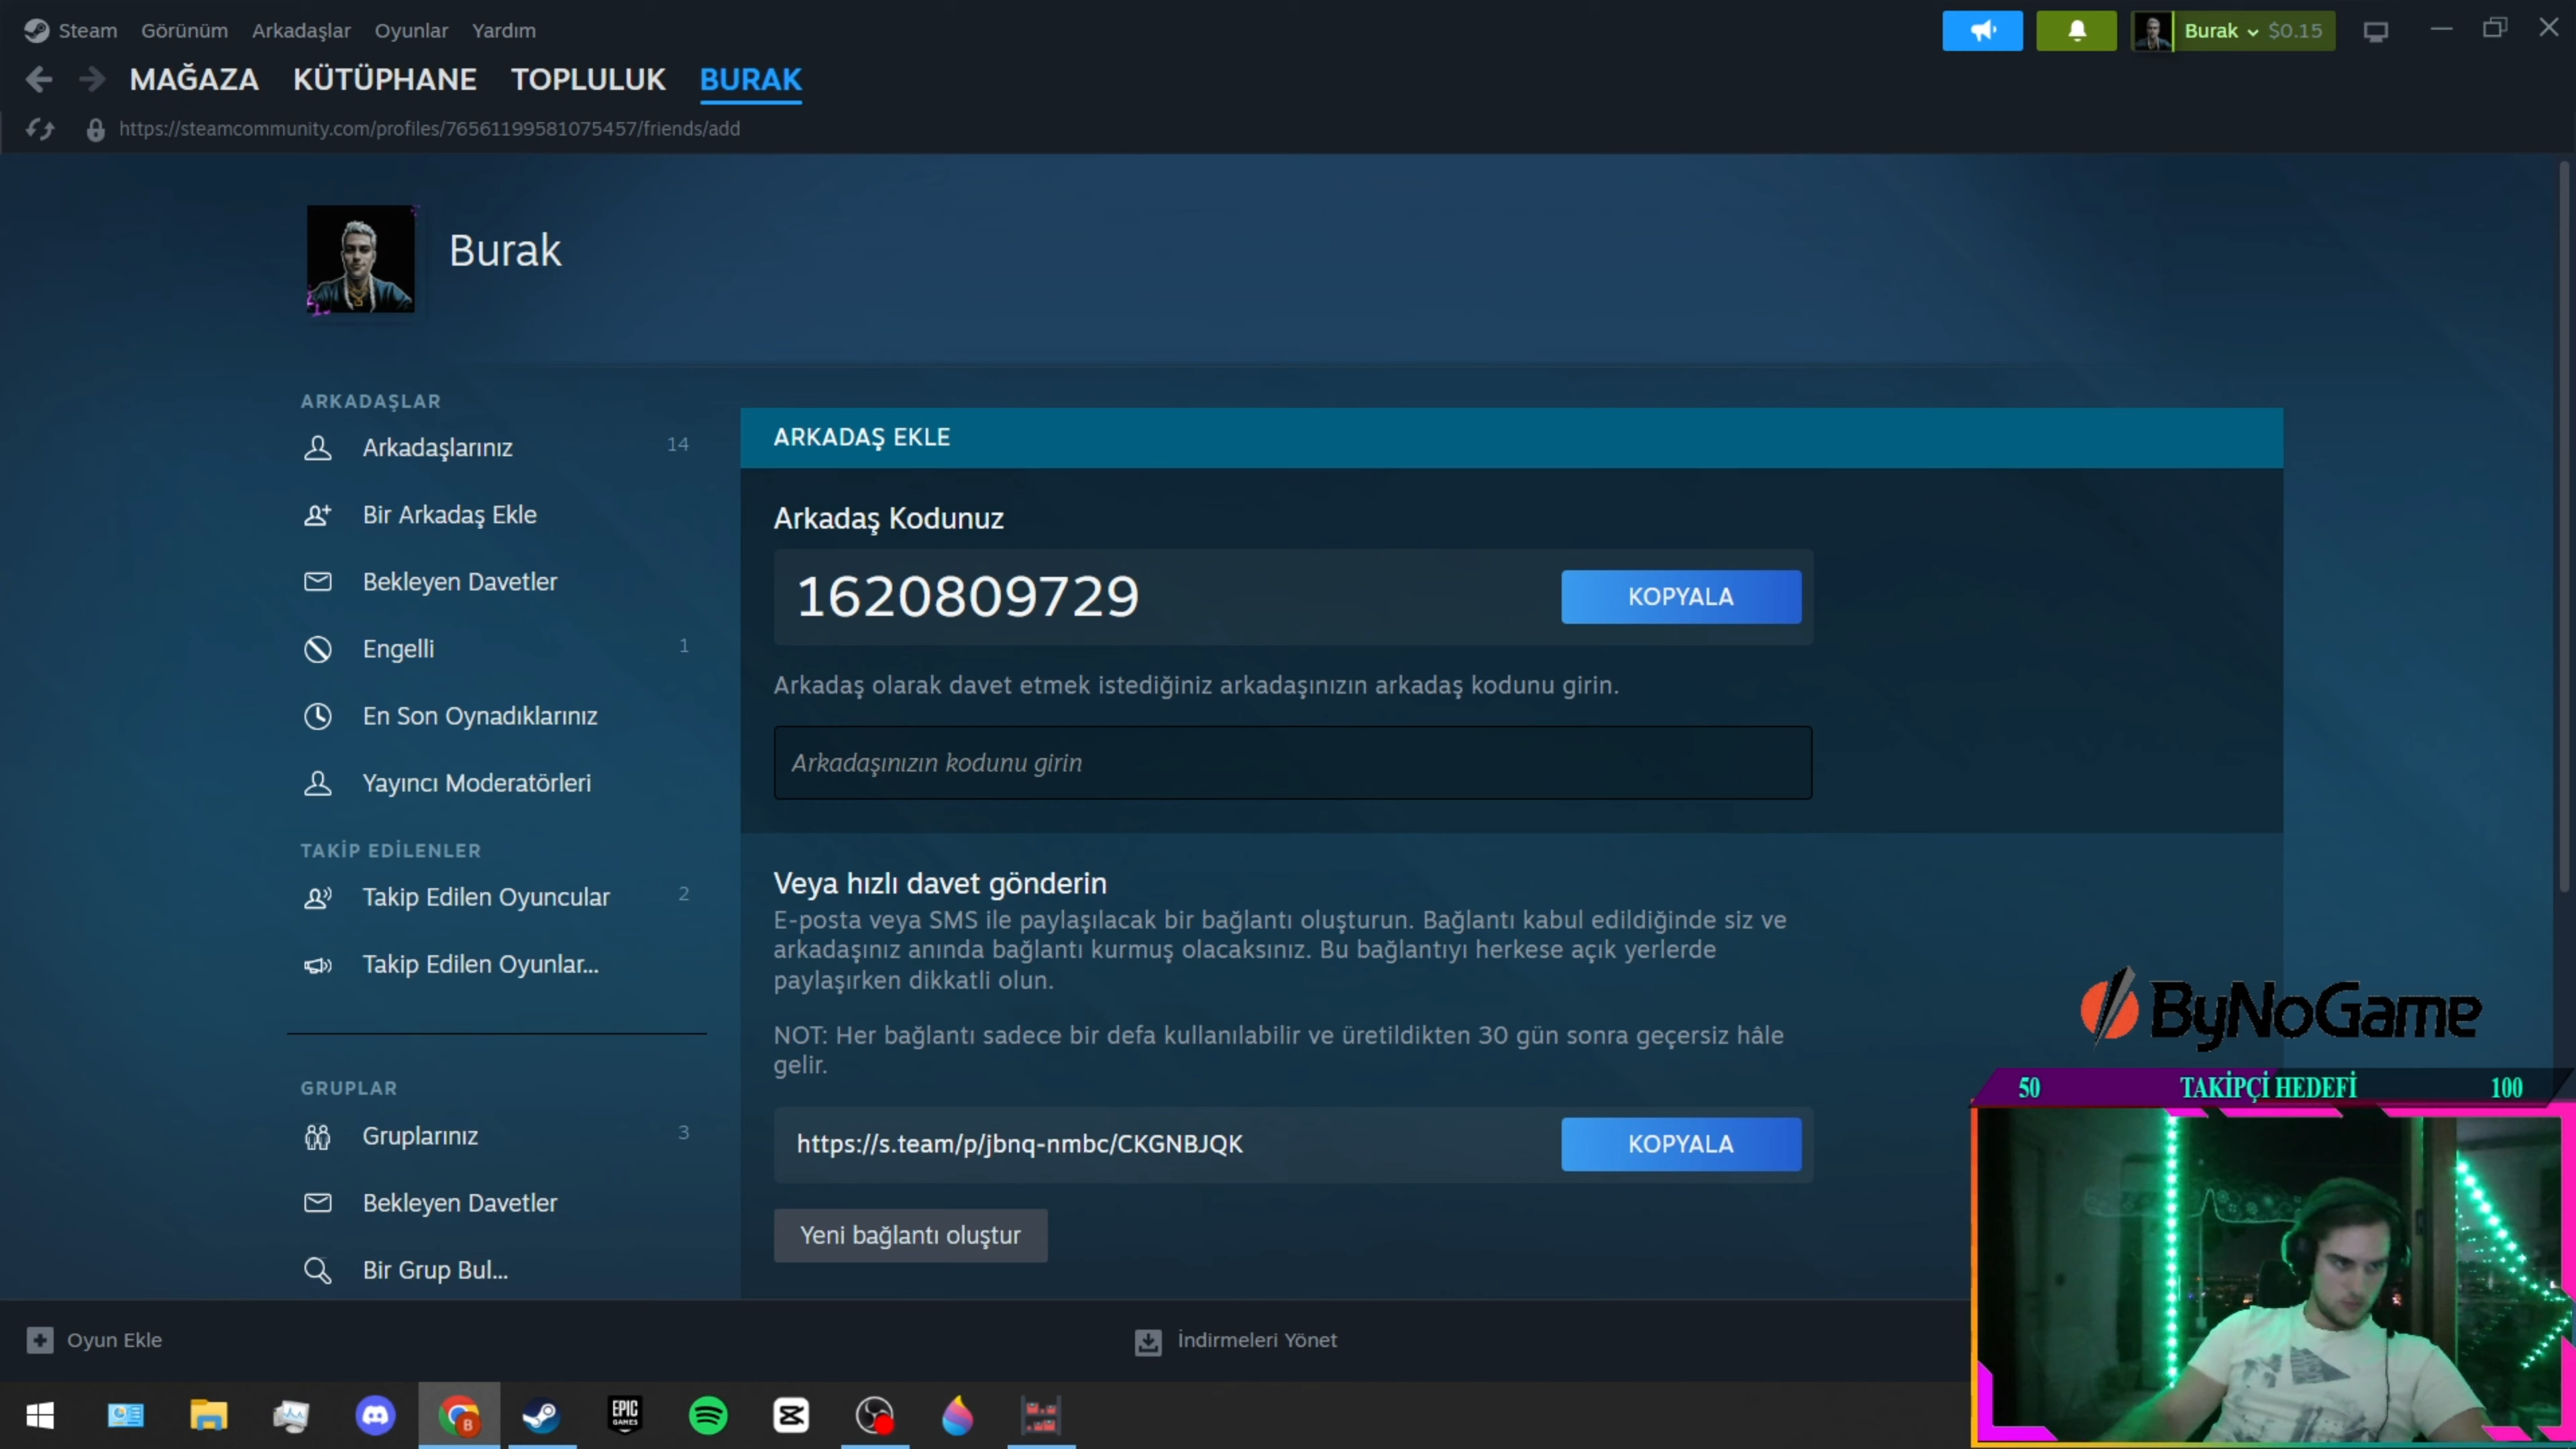 Steam Görünüm Arkadaşlar Oyunlar Yardım
Burak $0.15
MAĞAZA KÜTÜPHANE TOPLULUK BURAK
https://steamcommunity.com/profiles/76561199581075457/friends/add
Burak
ARKADAŞLAR
Arkadaşlarınız 14
Bir Arkadaş Ekle
Bekleyen Davetler
Engelli 1
En Son Oynadıklarınız
Yayıncı Moderatörleri
TAKİP EDİLENLER
Takip Edilen Oyuncular 2
Takip Edilen Oyunlar...
GRUPLAR
Gruplarınız 3
Bekleyen Davetler
Bir Grup Bul...
ARKADAŞ EKLE
Arkadaş Kodunuz
1620809729 KOPYALA
Arkadaş olarak davet etmek istediğiniz arkadaşınızın arkadaş kodunu girin.
Arkadaşınızın kodunu girin
Veya hızlı davet gönderin
E-posta veya SMS ile paylaşılacak bir bağlantı oluşturun. Bağlantı kabul edildiğinde siz ve
arkadaşınız anında bağlantı kurmuş olacaksınız. Bu bağlantıyı herkese açık yerlerde
paylaşırken dikkatli olun.
NOT: Her bağlantı sadece bir defa kullanılabilir ve üretildikten 30 gün sonra geçersiz hâle
gelir.
https://s.team/p/jbnq-nmbc/CKGNBJQK KOPYALA
Yeni bağlantı oluştur
ByNoGame
50 TAKİPÇİ HEDEFİ 100
Oyun Ekle
İndirmeleri Yönet
B
EPIC
GAMES